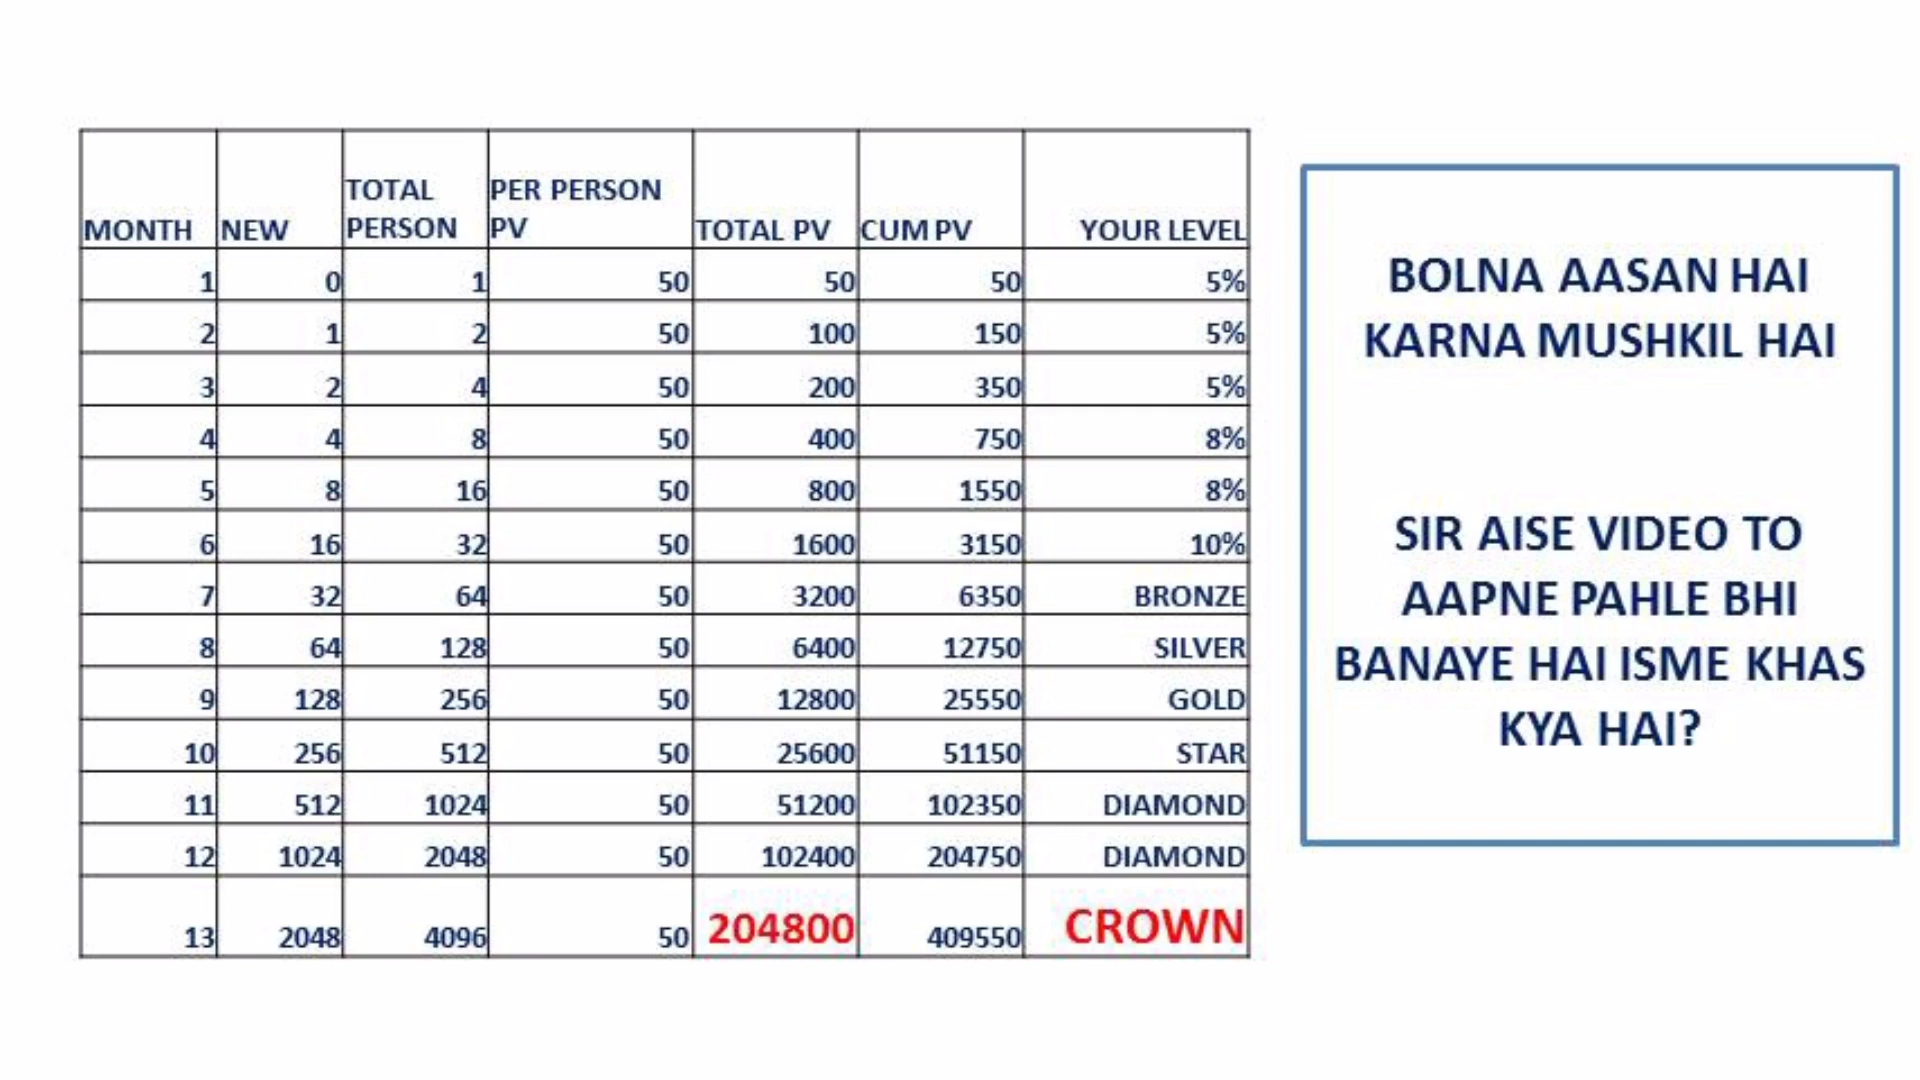 MONTH NEW TOTAL PERSON PER PERSON PV TOTAL PV CUM PV YOUR LEVEL
1 0 1 50 50 50 5%
2 1 2 50 100 150 5%
3 2 4 50 200 350 5%
4 4 8 50 400 750 8%
5 8 16 50 800 1550 8%
6 16 32 50 1600 3150 10%
7 32 64 50 3200 6350 BRONZE
8 64 128 50 6400 12750 SILVER
9 128 256 50 12800 25550 GOLD
10 256 512 50 25600 51150 STAR
11 512 1024 50 51200 102350 DIAMOND
12 1024 2048 50 102400 204750 DIAMOND
13 2048 4096 50 204800 409550 CROWN
BOLNA AASAN HAI
KARNA MUSHKIL HAI
SIR AISE VIDEO TO
AAPNE PAHLE BHI
BANAYE HAI ISME KHAS
KYA HAI?